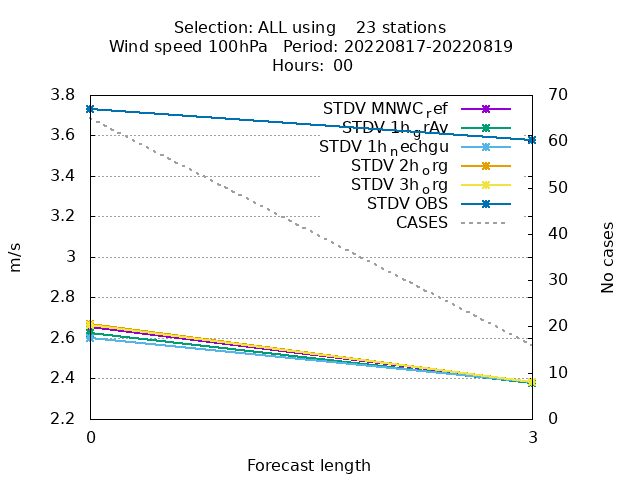 Selection: ALL using    23 stations
Wind speed 100hPa   Period: 20220817-20220819
Hours:  00
3.8
3.6
3.4
3.2
3
2.8
2.6
2.4
2.2
70
60
50
40
30
20
10
0
STDV MNWC_ref
STDV 1h_grAv
STDV 1h_nechgu
STDV 2h_org
STDV 3h_org
STDV OBS
CASES
m/s
No cases
0
3
Forecast length